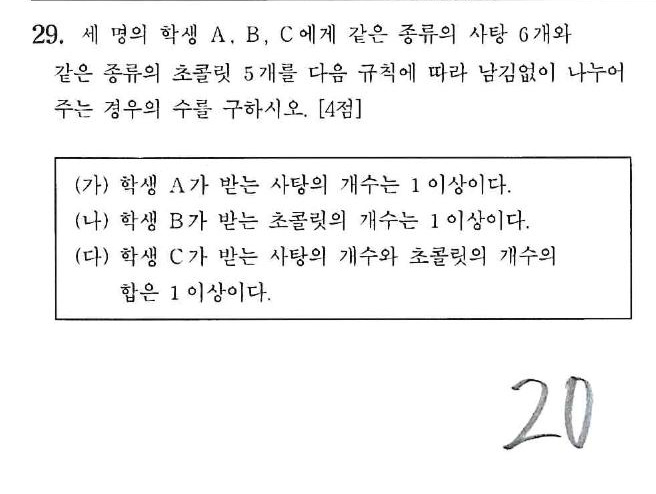 29. 세 명의 학생 A, B, C에게 같은 종류의 사탕 6개와
같은 종류의 초콜릿 5개를 다음 규칙에 따라 남김없이 나누어
주는 경우의 수를 구하시오. [4점]
(가) 학생 A가 받는 사탕의 개수는 1 이상이다.
(나) 학생 B가 받는 초콜릿의 개수는 1 이상이다.
(다) 학생 C가 받는 사탕의 개수와 초콜릿의 개수의
합은 1 이상이다.
20